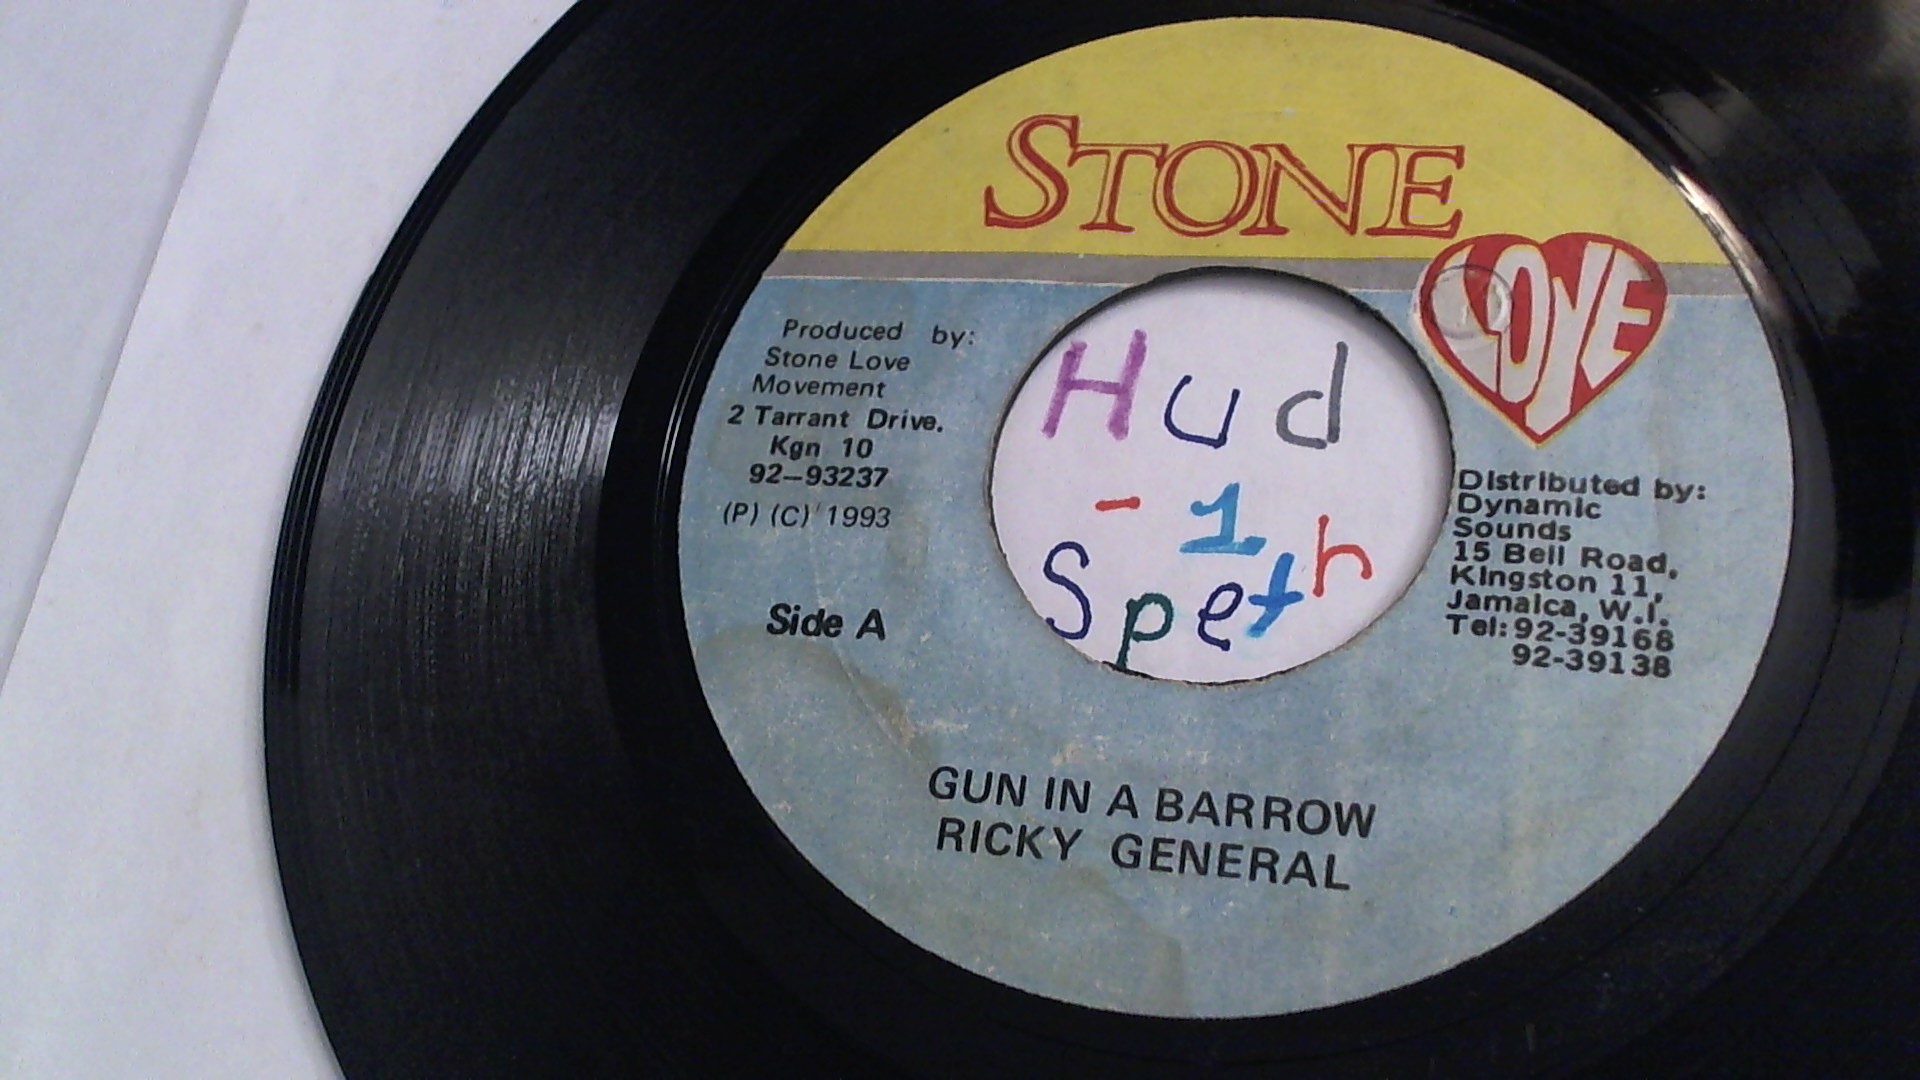 STONE
LOVE
Produced by:
Stone Love
Movement
2 Tarrant Drive.
Kgn 10
92-93237
(P) (C) 1993
Side A
Hud
- 1
Speth
Distributed by:
Dynamic
Sounds
15 Bell Road,
Kingston 11,
Jamaica, W.I.
Tel: 92-39168
92-39138
GUN IN A BARROW
RICKY GENERAL